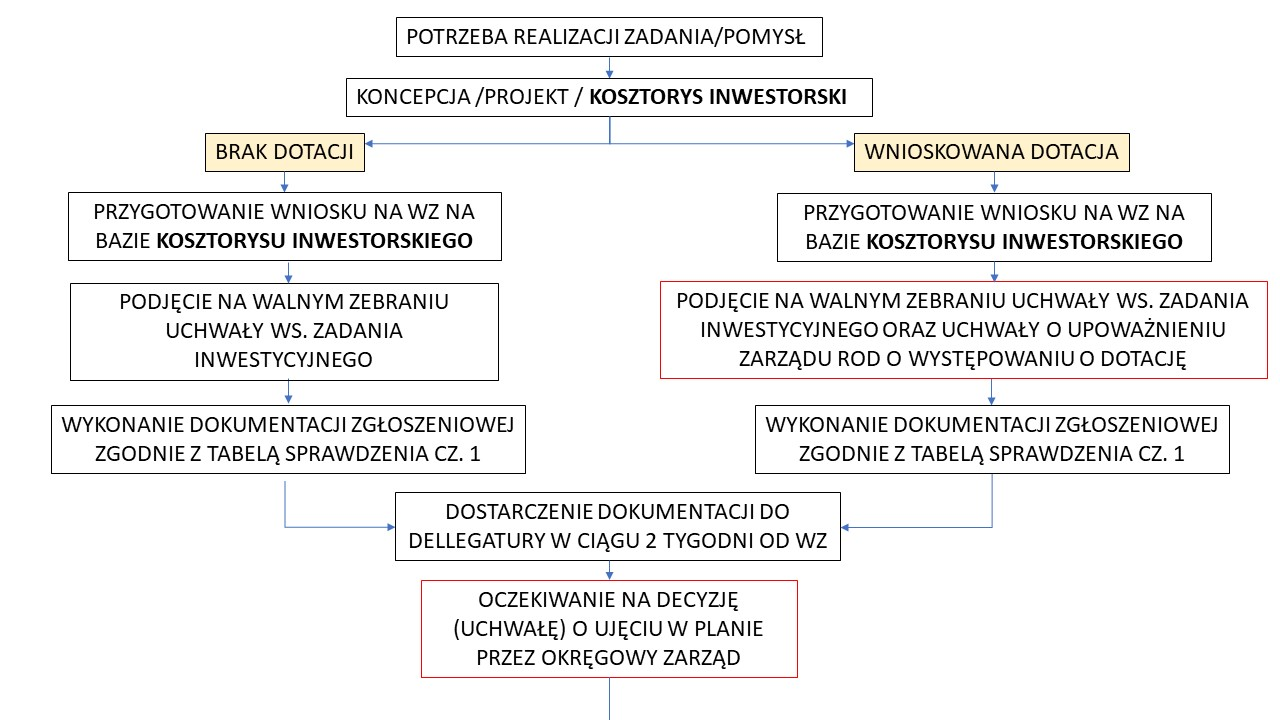 POTRZEBA REALIZACJI ZADANIA/POMYSŁ
KONCEPCJA /PROJEKT / KOSZTORYS INWESTORSKI
BRAK DOTACJI
PRZYGOTOWANIE WNIOSKU NA WZ NA
BAZIE KOSZTORYSU INWESTORSKIEGO
PODJĘCIE NA WALNYM ZEBRANIU
UCHWAŁY WS. ZADANIA
INWESTYCYJNEGO
WYKONANIE DOKUMENTACJI ZGŁOSZENIOWEJ
ZGODNIE Z TABELĄ SPRAWDZENIA CZ. 1
WNIOSKOWANA DOTACJA
PRZYGOTOWANIE WNIOSKU NA WZ NA
BAZIE KOSZTORYSU INWESTORSKIEGO
PODJĘCIE NA WALNYM ZEBRANIU UCHWAŁY WS. ZADANIA
INWESTYCYJNEGO ORAZ UCHWAŁY O UPOWAŻNIENIU
ZARZĄDU ROD O WYSTĘPOWANIU O DOTACJĘ
WYKONANIE DOKUMENTACJI ZGŁOSZENIOWEJ
ZGODNIE Z TABELĄ SPRAWDZENIA CZ. 1
DOSTARCZENIE DOKUMENTACJI DO
DELLEGATURY W CIĄGU 2 TYGODNI OD WZ
OCZEKIWANIE NA DECYZJĘ
(UCHWAŁĘ) O UJĘCIU W PLANIE
PRZEZ OKRĘGOWY ZARZĄD